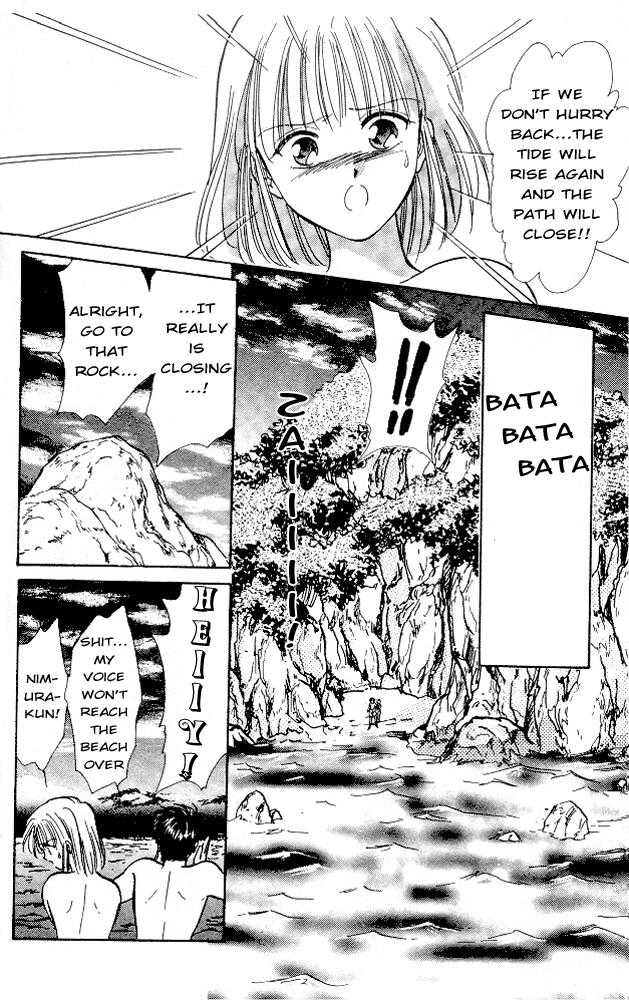 IF WE
DON'T HURRY
BACK...THE
TIDE WILL
RISE AGAIN
AND THE
PATH WILL
CLOSE!!
BATA
BATA
BATA
!!
ZAIIIIII!
...IT
REALLY
IS
CLOSING
...!
ALRIGHT,
GO TO
THAT
ROCK...
HEIIY!
SHIT...
MY
VOICE
WON'T
REACH
THE
BEACH
OVER
NIM-
URA-
KUN!